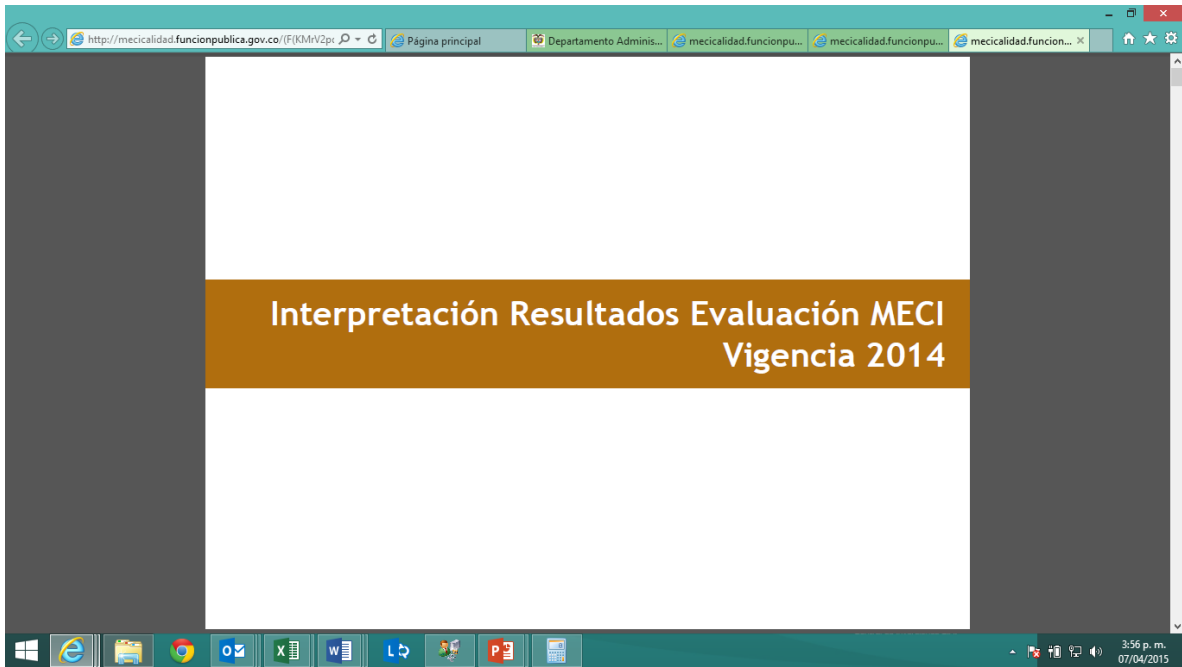 http://mecicalidad.funcionpublica.gov.co/(F(KMrV2p
Página principal
Departamento Adminis...
mecicalidad.funcionpu...
mecicalidad.funcionpu...
mecicalidad.funcion...
Interpretación Resultados Evaluación MECI
Vigencia 2014
3:56 p. m.
07/04/2015